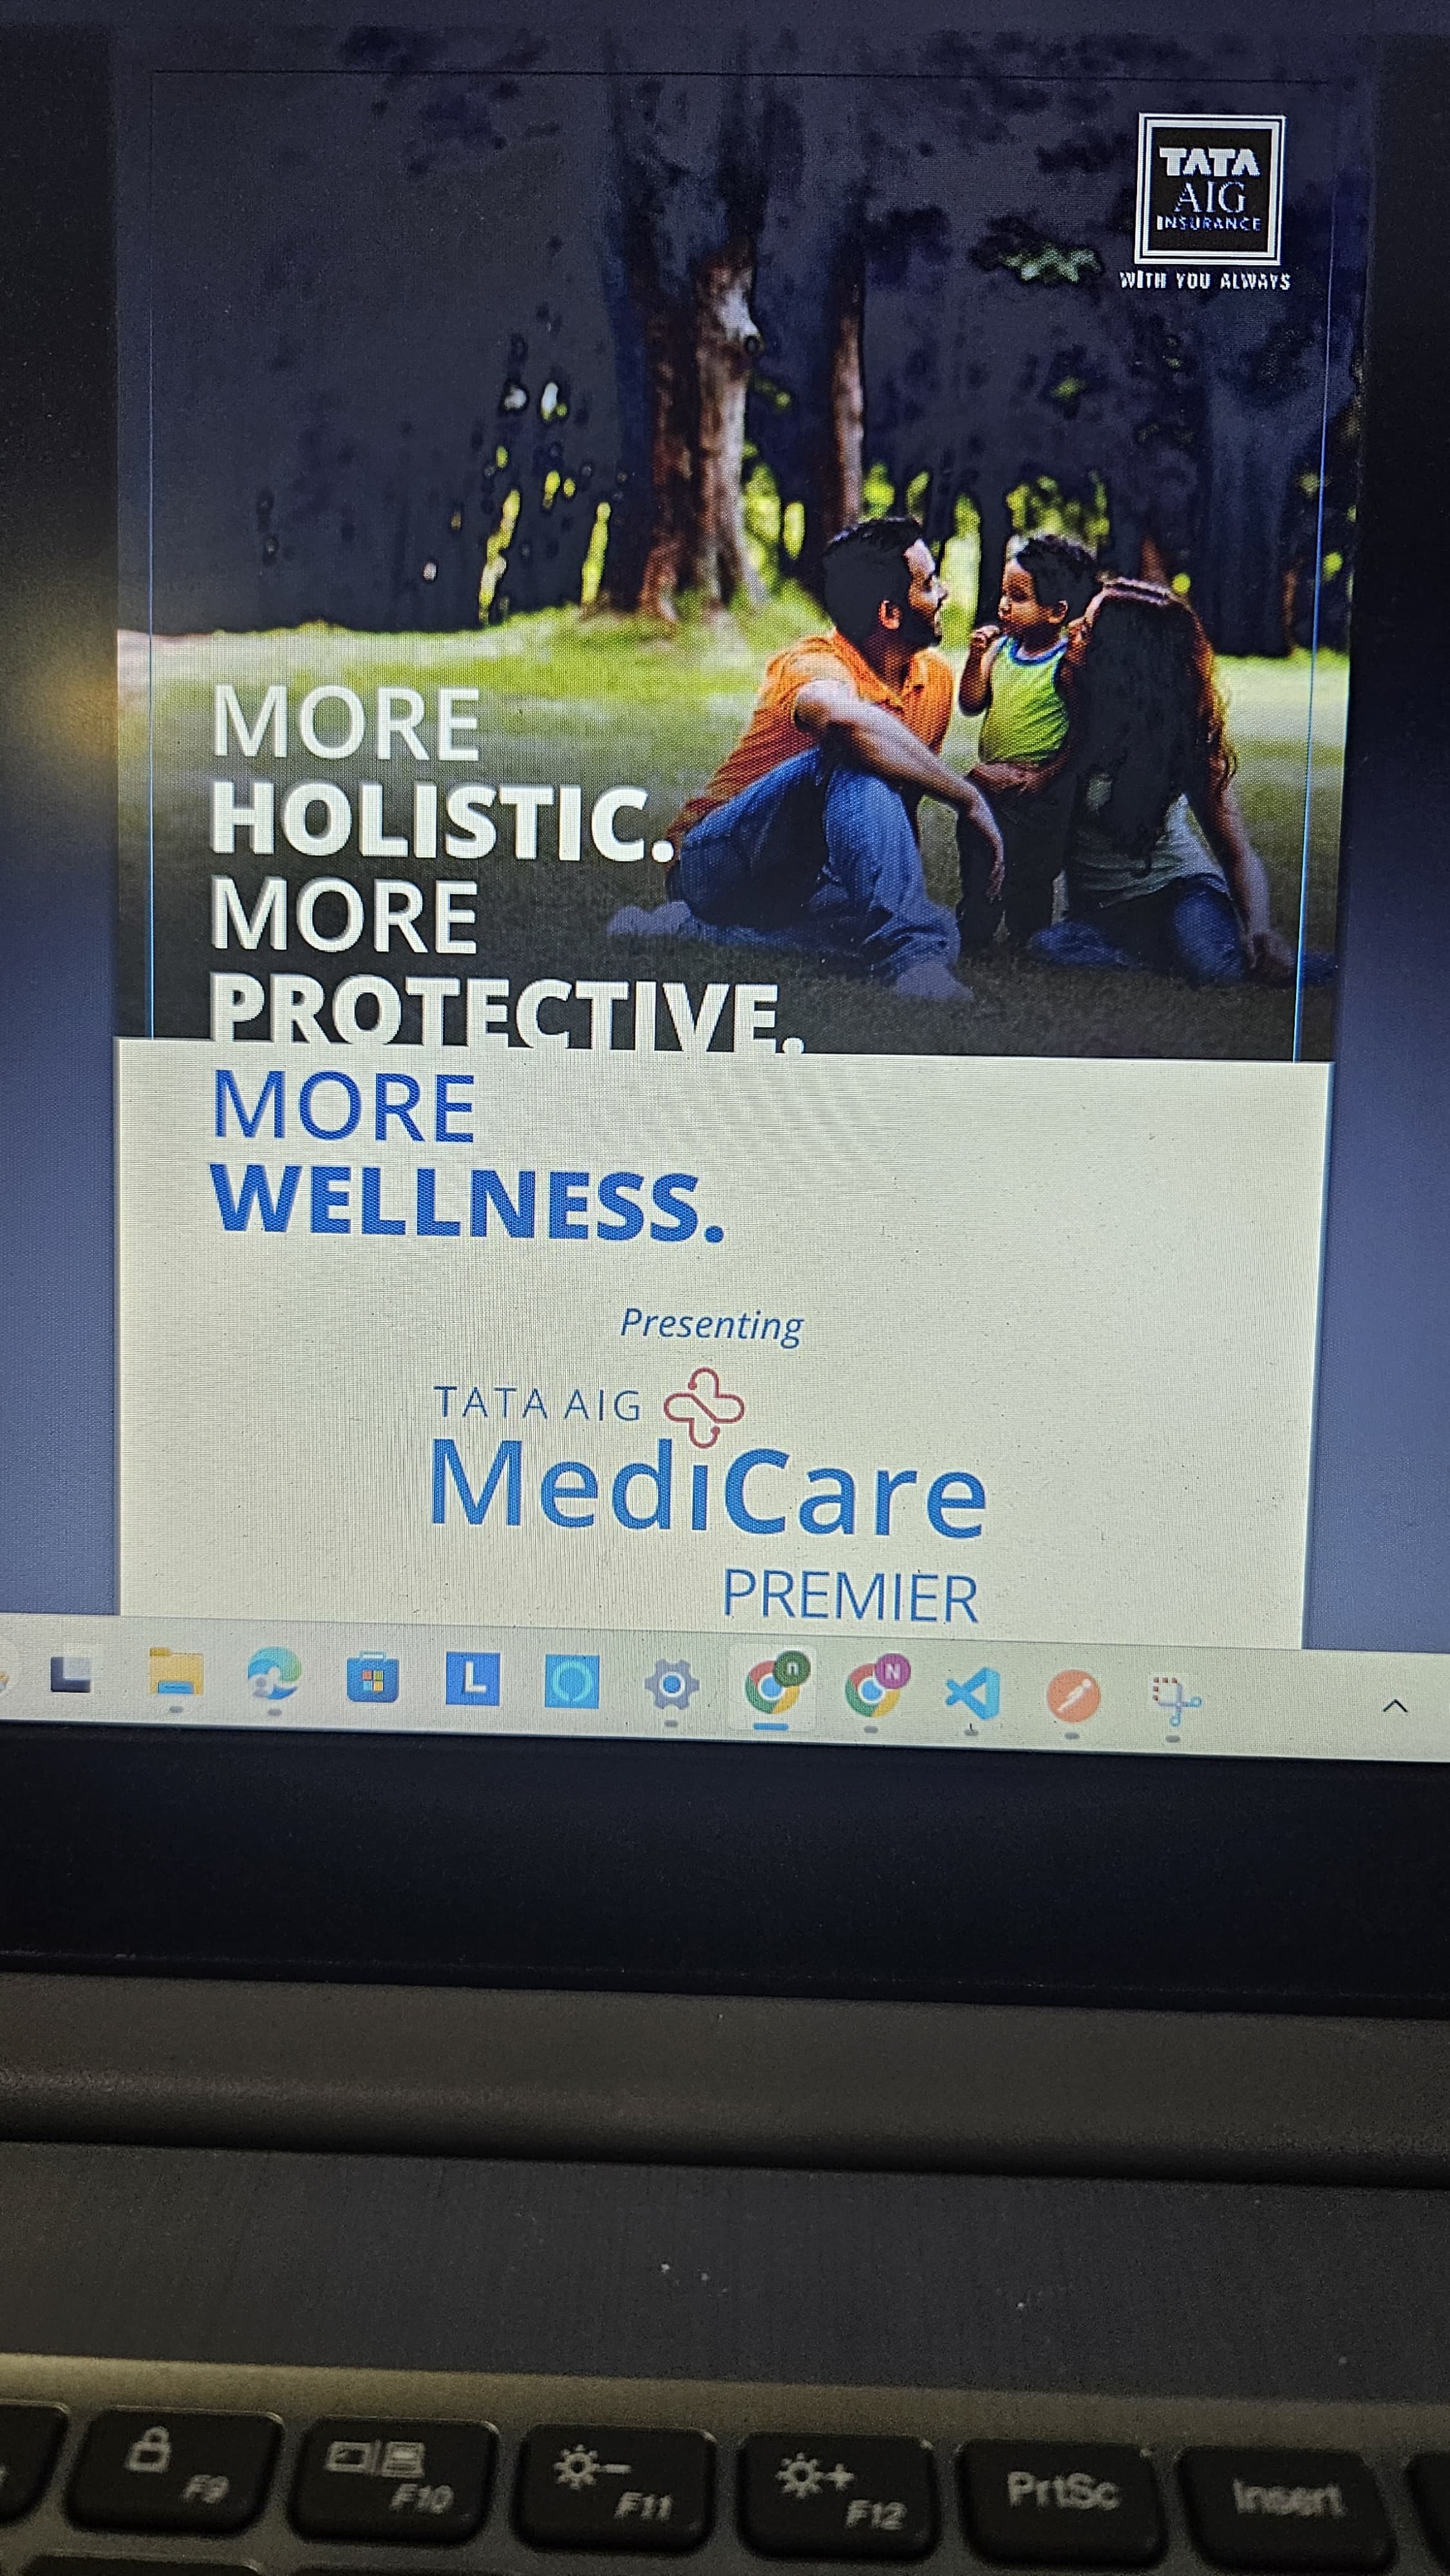 TATA
AIG
INSURANCE
WITH YOU ALWAYS
MORE
HOLISTIC.
MORE
PROTECTIVE.
MORE
WELLNESS.
Presenting
TATA AIG
MediCare
PREMIER
L
n
N
F9
F10
F11
F12
PrtSc
Insert